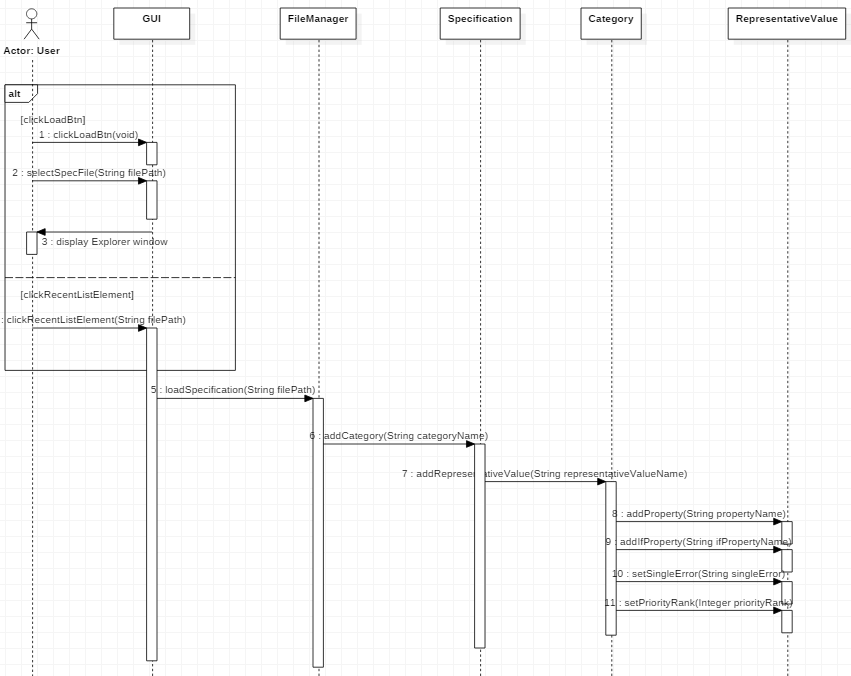 GUI
FileManager
Specification
Category
RepresentativeValue
Actor: User
alt
[clickLoadBtn]
1 : clickLoadBtn(void)
2 : selectSpecFile(String filePath)
3 : display Explorer window
[clickRecentListElement]
: clickRecentListElement(String filePath)
5 : loadSpecification(String filePath)
6 : addCategory(String categoryName)
7 : addRepresentativeValue(String representativeValueName)
8 : addProperty(String propertyName)
9 : addIfProperty(String ifPropertyName)
10 : setSingleError(String singleError)
11 : setPriorityRank(Integer priorityRank)